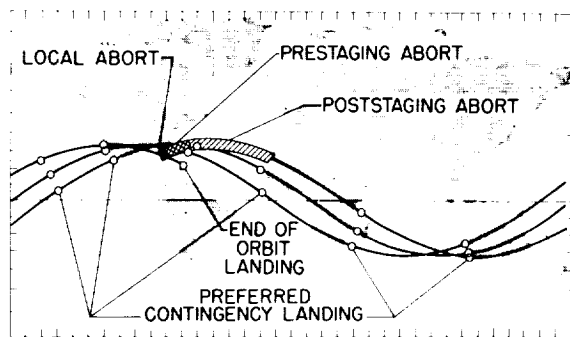 PRESTAGING ABORT
LOCAL ABORT
POSTSTAGING ABORT
END OF
ORBIT
LANDING
PREFERRED
CONTINGENCY LANDING